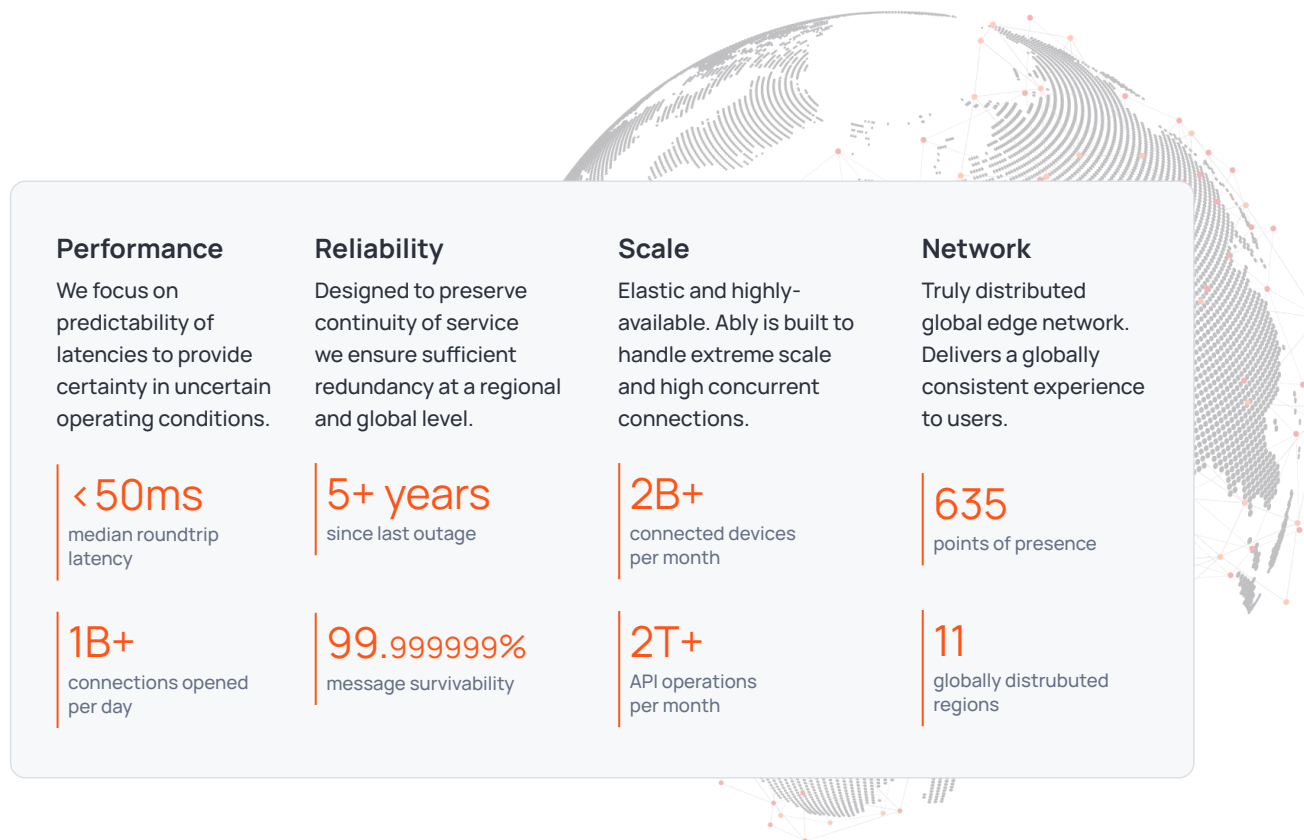 Performance
We focus on
predictability of
latencies to provide
certainty in uncertain
operating conditions.
<50ms
median roundtrip
latency
1B+
connections opened
per day
Reliability
Designed to preserve
continuity of service
we ensure sufficient
redundancy at a regional
and global level.
5+ years
since last outage
99.999999%
message survivability
Scale
Elastic and highly-
available. Ably is built to
handle extreme scale
and high concurrent
connections.
2B+
connected devices
per month
2T+
API operations
per month
Network
Truly distributed
global edge network.
Delivers a globally
consistent experience
to users.
635
points of presence
11
globally distrubuted
regions